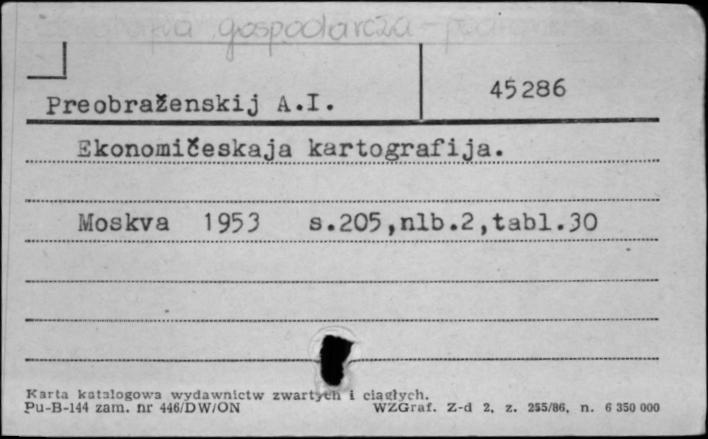 gospodarcza -
45286
Preobraženskij A.I.
Ekonomičeskaja kartografija.
Moskva 1953 s.205,nlb.2,tabl.30
Karta katalogowa wydawnictw zwartych i ciągłych.
Pu-B-144 zam. nr 446/DW/ON WZGraf. Z-d 2, z. 255/86, n. 6 350 000